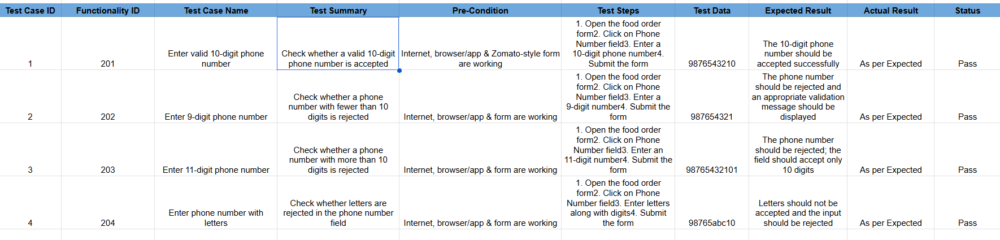 Test Case ID Functionality ID Test Case Name Test Summary Pre-Condition Test Steps Test Data Expected Result Actual Result Status
1
201
Enter valid 10-digit phone
number
Check whether a valid 10-digit
phone number is accepted
Internet, browser/app & Zomato-style form
are working
1. Open the food order
form2. Click on Phone
Number field3. Enter a
10-digit phone number4.
Submit the form
9876543210
The 10-digit phone
number should be
accepted successfully
As per Expected
Pass
2
202
Enter 9-digit phone number
Check whether a phone
number with fewer than 10
digits is rejected
Internet, browser/app & form are working
1. Open the food order
form2. Click on Phone
Number field3. Enter a
9-digit number4. Submit the
form
987654321
The phone number
should be rejected and
an appropriate validation
message should be
displayed
As per Expected
Pass
3
203
Enter 11-digit phone number
Check whether a phone
number with more than 10
digits is rejected
Internet, browser/app & form are working
1. Open the food order
form2. Click on Phone
Number field3. Enter an
11-digit number4. Submit the
form
98765432101
The phone number
should be rejected; the
field should accept only
10 digits
As per Expected
Pass
4
204
Enter phone number with
letters
Check whether letters are
rejected in the phone number
field
Internet, browser/app & form are working
1. Open the food order
form2. Click on Phone
Number field3. Enter letters
along with digits4. Submit
the form
98765abc10
Letters should not be
accepted and the input
should be rejected
As per Expected
Pass